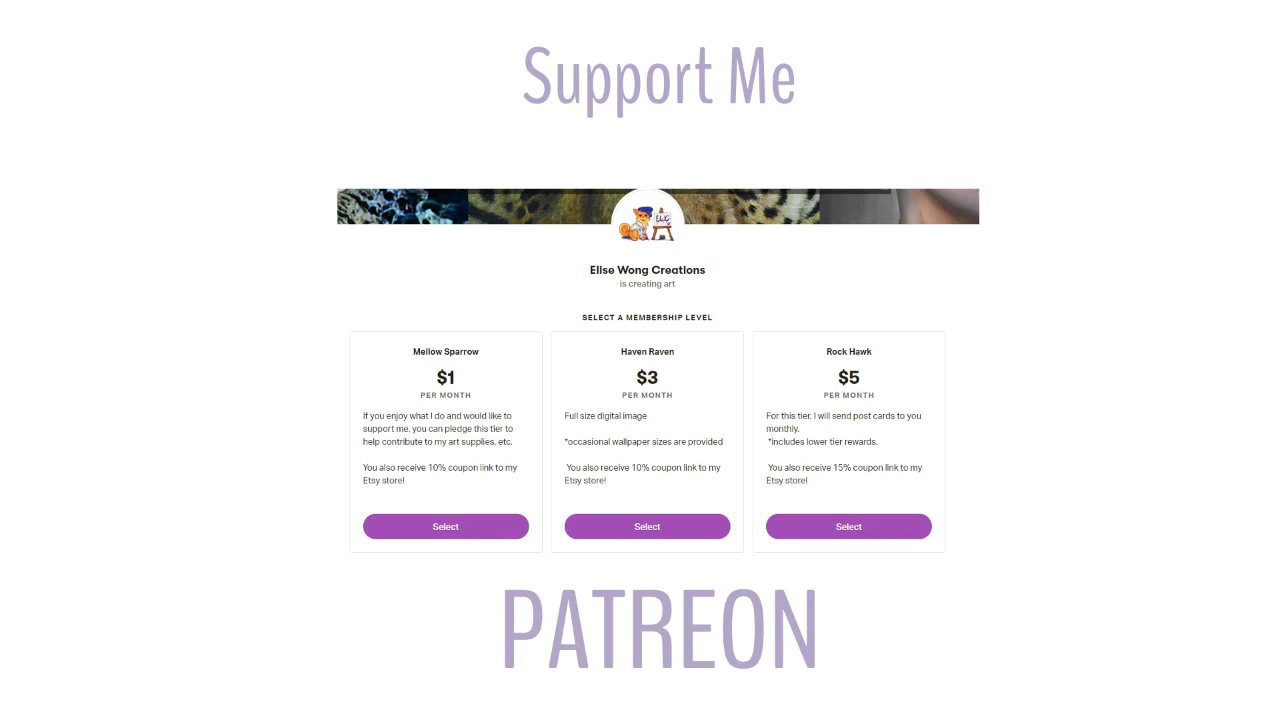 Support Me
EWC
Elise Wong Creations
is creating art
SELECT A MEMBERSHIP LEVEL
Mellow Sparrow
$1
PER MONTH
If you enjoy what I do and would like to
support me, you can pledge this tier to
help contribute to my art supplies, etc.
You also receive 10% coupon link to my
Etsy store!
Select
Haven Raven
$3
PER MONTH
Full size digital image
*occasional wallpaper sizes are provided
You also receive 10% coupon link to my
Etsy store!
Select
Rock Hawk
$5
PER MONTH
For this tier, I will send post cards to you
monthly.
*includes lower tier rewards.
You also receive 15% coupon link to my
Etsy store!
Select
PATREON